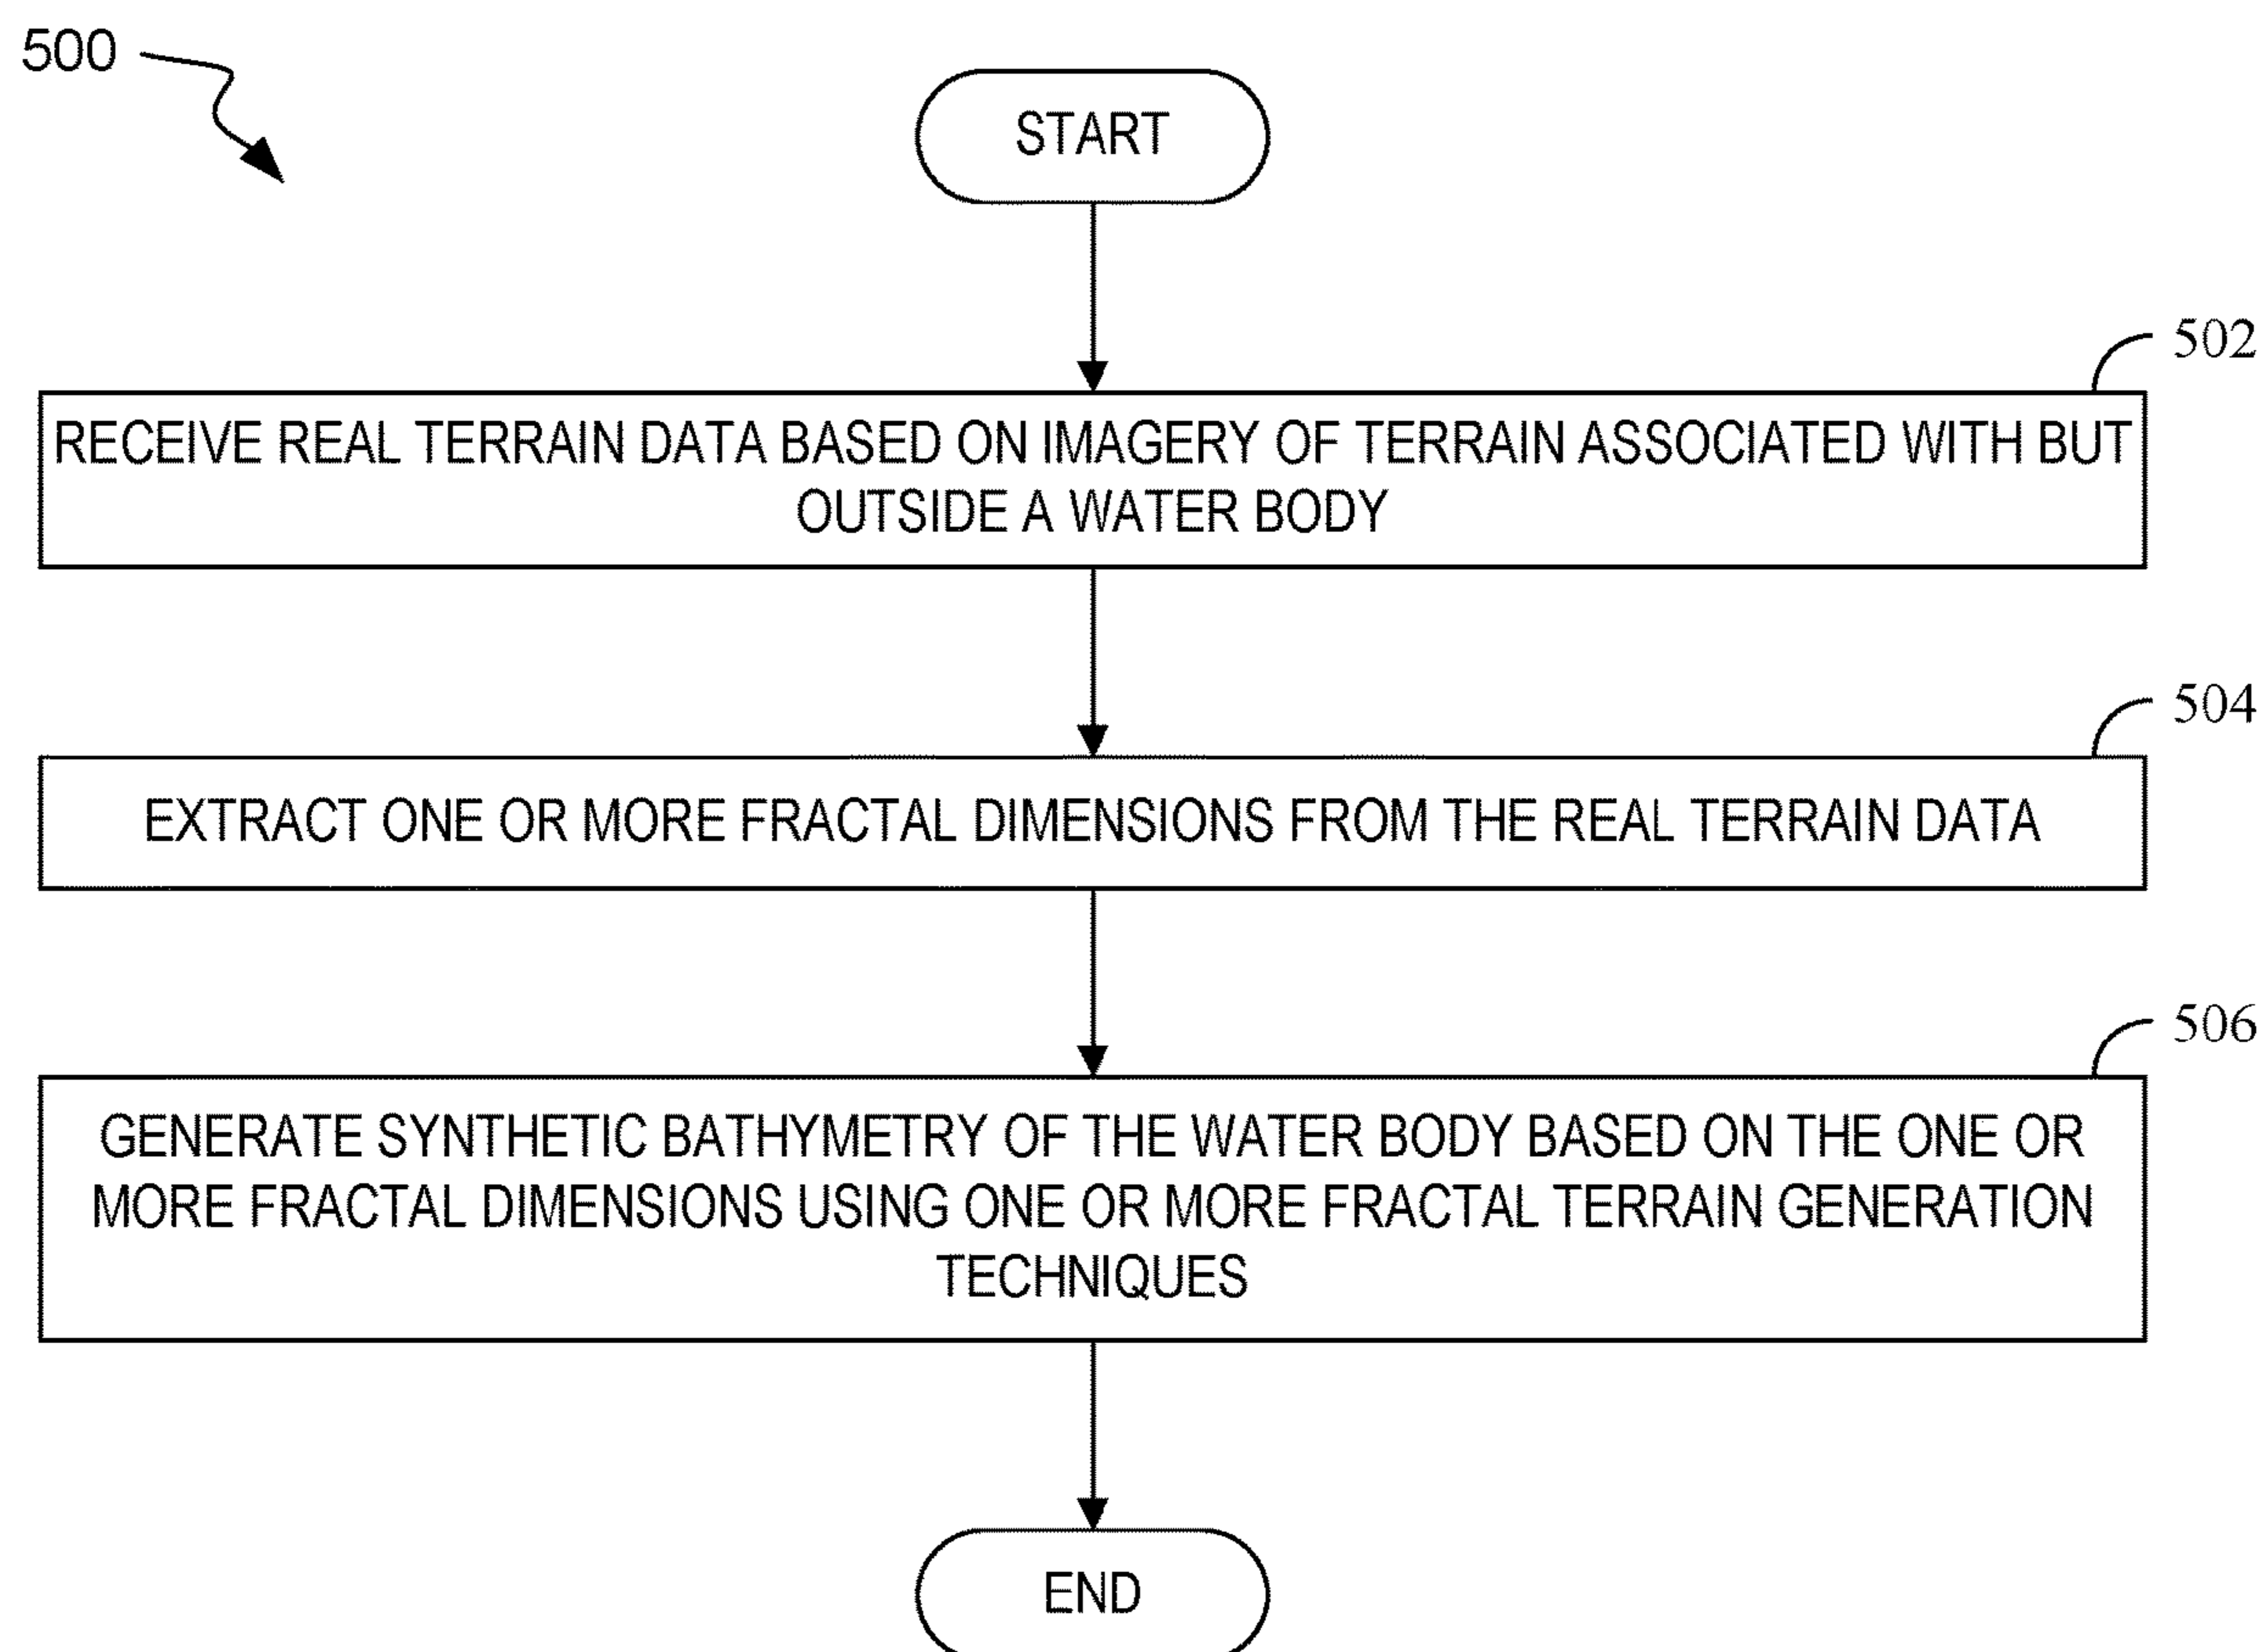 500
START
502
RECEIVE REAL TERRAIN DATA BASED ON IMAGERY OF TERRAIN ASSOCIATED WITH BUT
OUTSIDE A WATER BODY
504
EXTRACT ONE OR MORE FRACTAL DIMENSIONS FROM THE REAL TERRAIN DATA
506
GENERATE SYNTHETIC BATHYMETRY OF THE WATER BODY BASED ON THE ONE OR
MORE FRACTAL DIMENSIONS USING ONE OR MORE FRACTAL TERRAIN GENERATION
TECHNIQUES
END